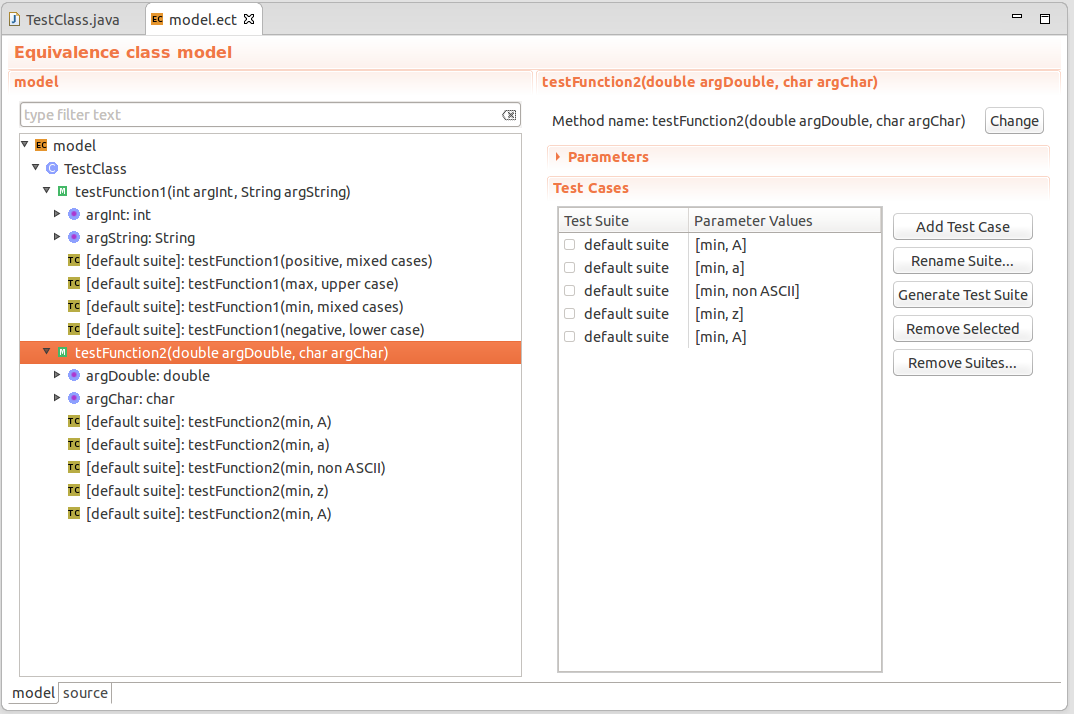 TestClass.java
EC model.ect
Equivalence class model
model
type filter text
EC model
C TestClass
M testFunction1(int argInt, String argString)
argInt: int
argString: String
TC [default suite]: testFunction1(positive, mixed cases)
TC [default suite]: testFunction1(max, upper case)
TC [default suite]: testFunction1(min, mixed cases)
TC [default suite]: testFunction1(negative, lower case)
M testFunction2(double argDouble, char argChar)
argDouble: double
argChar: char
TC [default suite]: testFunction2(min, A)
TC [default suite]: testFunction2(min, a)
TC [default suite]: testFunction2(min, non ASCII)
TC [default suite]: testFunction2(min, z)
TC [default suite]: testFunction2(min, A)
testFunction2(double argDouble, char argChar)
Method name: testFunction2(double argDouble, char argChar)
Change
Parameters
Test Cases
Test Suite Parameter Values
default suite [min, A]
default suite [min, a]
default suite [min, non ASCII]
default suite [min, z]
default suite [min, A]
Add Test Case
Rename Suite...
Generate Test Suite
Remove Selected
Remove Suites...
model source